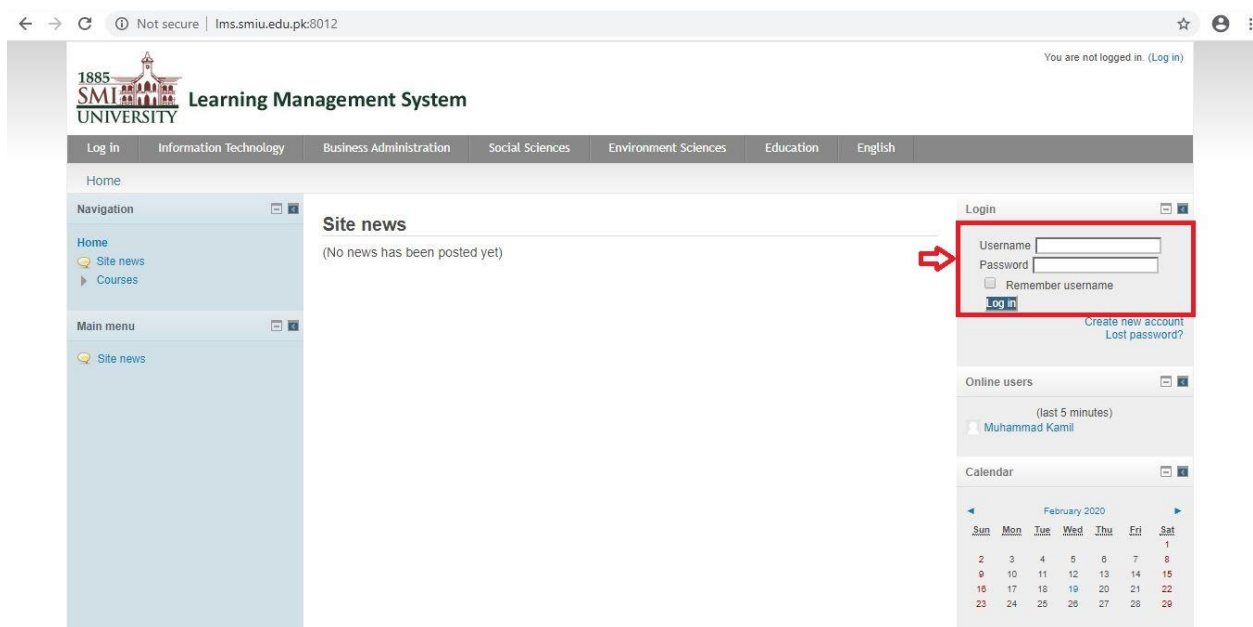 Not secure | lms.smiu.edu.pk:8012
You are not logged in. (Log in)
1885
SMI
UNIVERSITY
Learning Management System
Log in Information Technology Business Administration Social Sciences Environment Sciences Education English
Home
Navigation
Home
Site news
Courses
Main menu
Site news
Site news
(No news has been posted yet)
Login
Username
Password
Remember username
Log in
Create new account
Lost password?
Online users
(last 5 minutes)
Muhammad Kamil
Calendar
February 2020
Sun Mon Tue Wed Thu Fri Sat
1
2 3 4 5 6 7 8
9 10 11 12 13 14 15
16 17 18 19 20 21 22
23 24 25 26 27 28 29